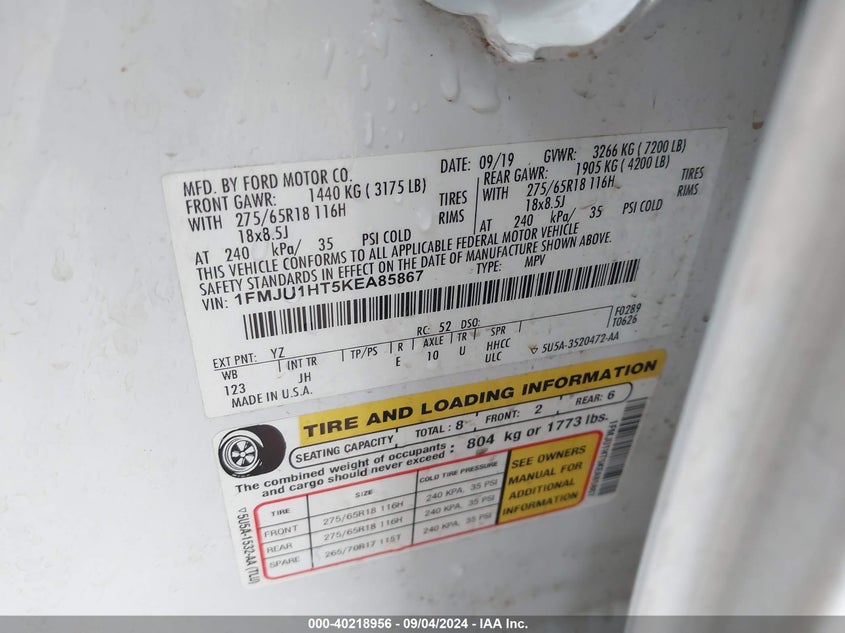 MFD. BY FORD MOTOR CO.
DATE: 09/19 GVWR: 3266 KG ( 7200 LB)
FRONT GAWR: 1440 KG ( 3175 LB) REAR GAWR: 1905 KG ( 4200 LB)
WITH 275/65R18 116H TIRES WITH 275/65R18 116H TIRES
18x8.5J RIMS 18x8.5J RIMS
AT 240 kPa/ 35 PSI COLD AT 240 kPa/ 35 PSI COLD
THIS VEHICLE CONFORMS TO ALL APPLICABLE FEDERAL MOTOR VEHICLE
SAFETY STANDARDS IN EFFECT ON THE DATE OF MANUFACTURE SHOWN ABOVE.
VIN: 1FMJU1HT5KEA85867 TYPE: MPV
F0289
T0626
EXT PNT: YZ RC: 52 DSO:
WB INT TR TP/PS R AXLE TR SPR
123 JH E 10 U HHCC
ULC
MADE IN U.S.A. ▽ 5U5A-3520472-AA
TIRE AND LOADING INFORMATION
SEATING CAPACITY TOTAL: 8 FRONT: 2 REAR: 6
The combined weight of occupants and cargo should never exceed : 804 kg or 1773 lbs.
TIRE SIZE COLD TIRE PRESSURE
FRONT 275/65R18 116H 240 KPA, 35 PSI
REAR 275/65R18 116H 240 KPA, 35 PSI
SPARE 265/70R17 115T 240 KPA, 35 PSI
SEE OWNERS
MANUAL FOR
ADDITIONAL
INFORMATION
▽5U5A-1532-AA (TLU)
1FMJU1HT5KEA85867
000-40218956 - 09/04/2024 - IAA Inc.